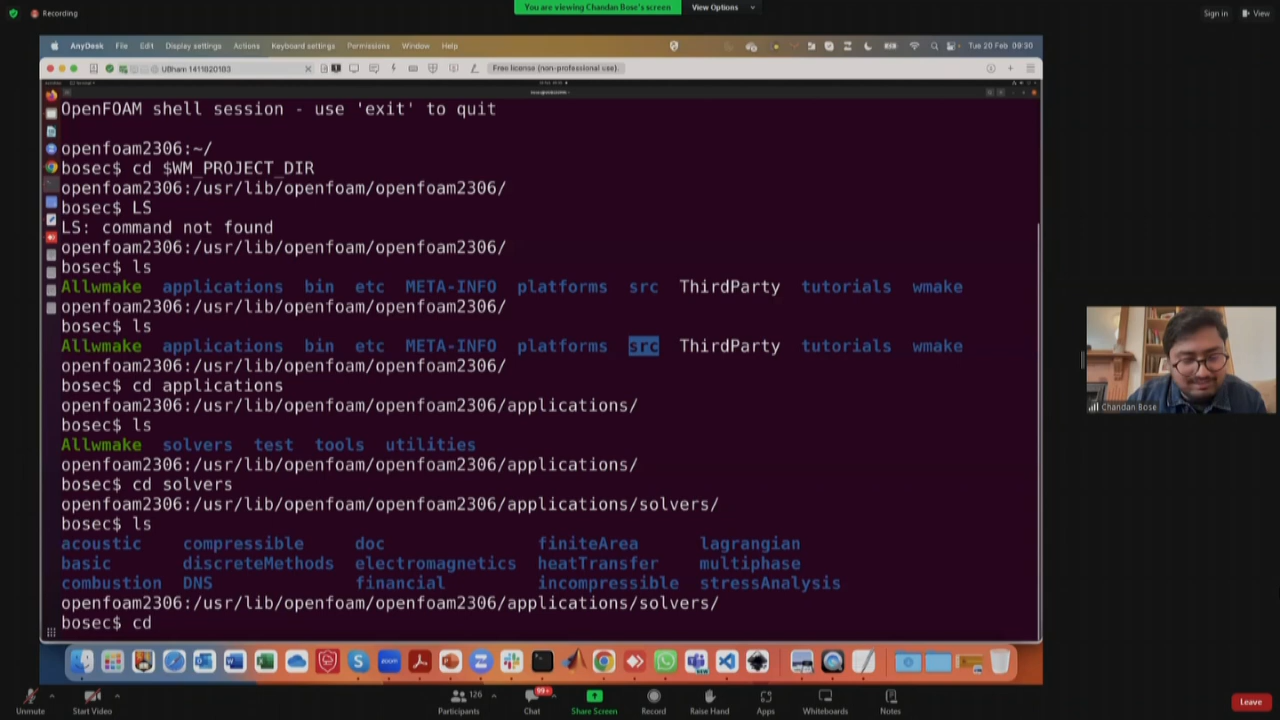 Recording
You are viewing Chandan Bose's screen
View Options
Sign in
View
AnyDesk File Edit Display settings Actions Keyboard settings Permissions Window Help
Tue 20 Feb 08:30
UBham 1411820183
Free license (non-professional use).
OpenFOAM shell session - use 'exit' to quit
openfoam2306:~/
bosec$ cd $WM_PROJECT_DIR
openfoam2306:/usr/lib/openfoam/openfoam2306/
bosec$ LS
LS: command not found
openfoam2306:/usr/lib/openfoam/openfoam2306/
bosec$ ls
Allwmake applications bin etc META-INFO platforms src ThirdParty tutorials wmake
openfoam2306:/usr/lib/openfoam/openfoam2306/
bosec$ ls
Allwmake applications bin etc META-INFO platforms src ThirdParty tutorials wmake
openfoam2306:/usr/lib/openfoam/openfoam2306/
bosec$ cd applications
openfoam2306:/usr/lib/openfoam/openfoam2306/applications/
bosec$ ls
Allwmake solvers test tools utilities
openfoam2306:/usr/lib/openfoam/openfoam2306/applications/
bosec$ cd solvers
openfoam2306:/usr/lib/openfoam/openfoam2306/applications/solvers/
bosec$ ls
acoustic compressible doc finiteArea lagrangian
basic discreteMethods electromagnetics heatTransfer multiphase
combustion DNS financial incompressible stressAnalysis
openfoam2306:/usr/lib/openfoam/openfoam2306/applications/solvers/
bosec$ cd
Chandan Bose
99+
126
Unmute Start Video Participants Chat Share Screen Record Raise Hand Apps Whiteboards Notes Leave